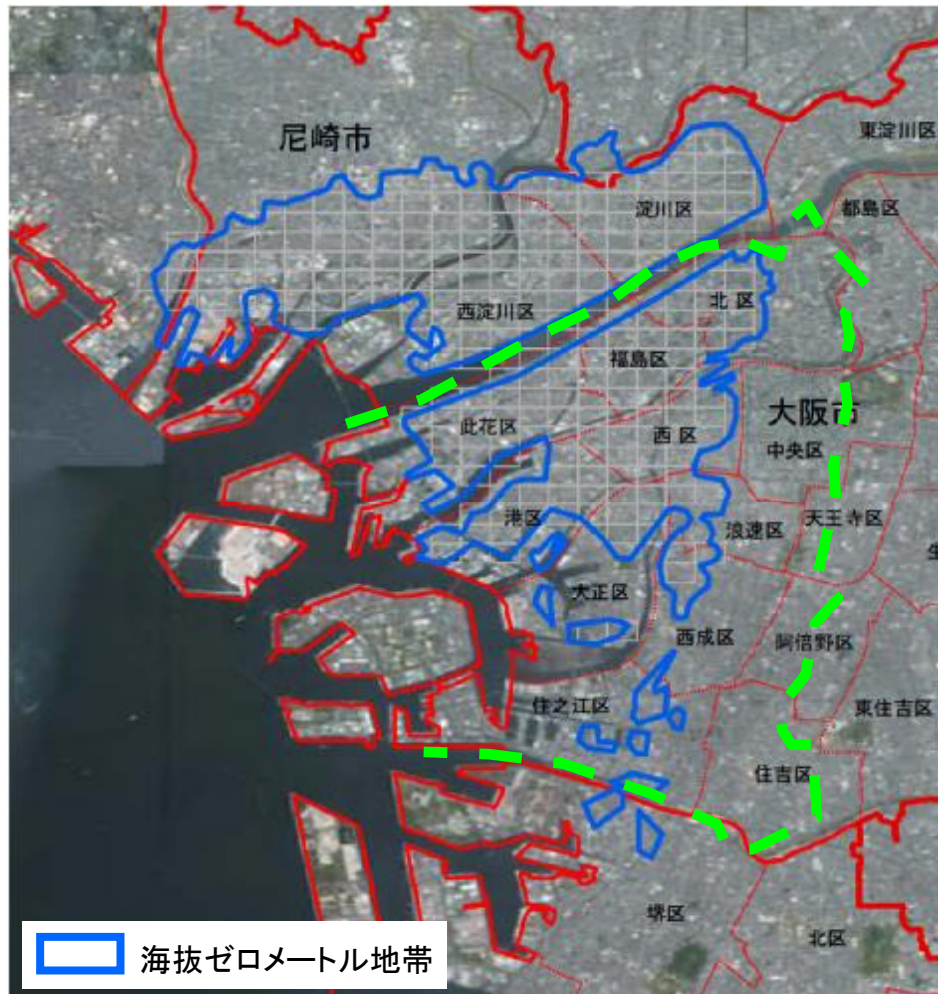 東淀川区
尼崎市
淀川区
都島区
北 区
西淀川区
福島区
大阪市
此花区
西 区
中央区
港区
浪速区
天王寺区
生
大正区
西成区
阿倍野区
住之江区
東住吉区
住吉区
堺区
北区
海抜ゼロメートル地帯